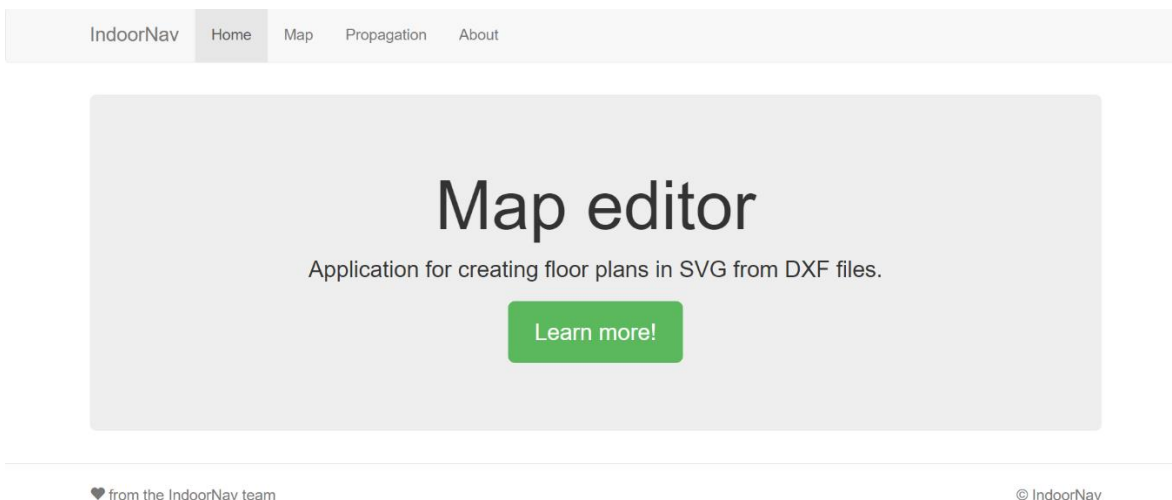 IndoorNav Home Map Propagation About
Map editor
Application for creating floor plans in SVG from DXF files.
Learn more!
♥ from the IndoorNav team © IndoorNav